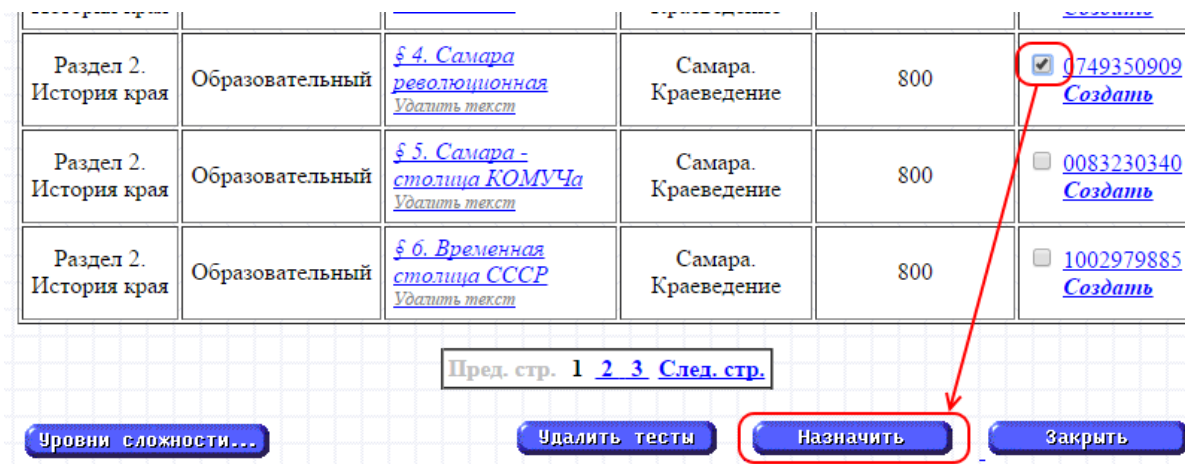 Раздел 2.
История края
Образовательный
§ 4. Самара
революционная
Удалить текст
Самара.
Краеведение
800
0749350909
Создать
Раздел 2.
История края
Образовательный
§ 5. Самара -
столица КОМУЧа
Удалить текст
Самара.
Краеведение
800
0083230340
Создать
Раздел 2.
История края
Образовательный
§ 6. Временная
столица СССР
Удалить текст
Самара.
Краеведение
800
1002979885
Создать
Пред. стр. 1 2 3 След. стр.
Уровни сложности... Удалить тесты Назначить Закрыть